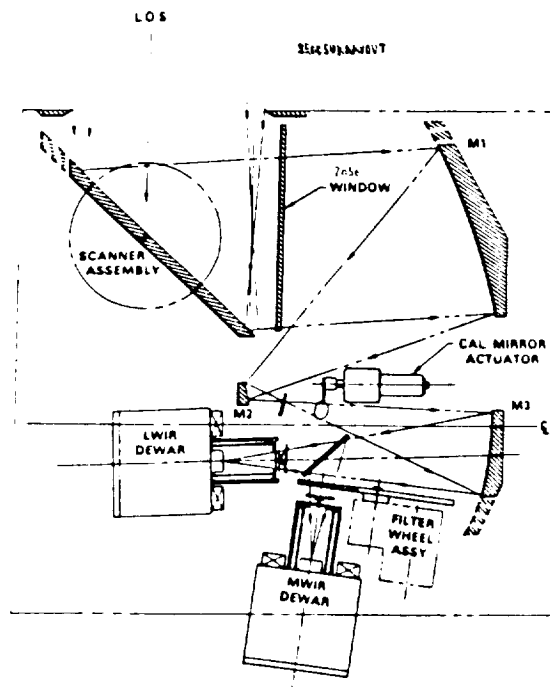 LOS
M1
ZnSe
WINDOW
SCANNER
ASSEMBLY
CAL MIRROR
ACTUATOR
M2
M3
℄
LWIR
DEWAR
FILTER
WHEEL
ASSY
MWIR
DEWAR